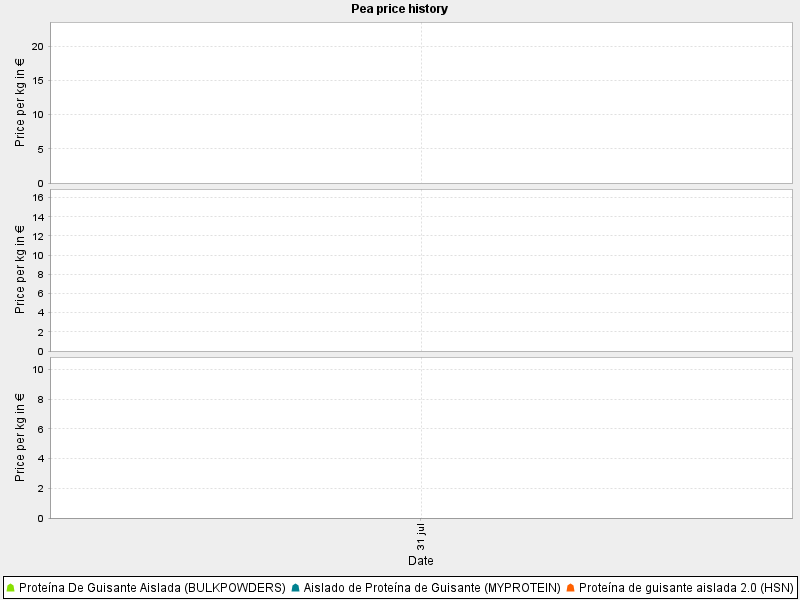 Pea price history
Price per kg in €
20
15
10
5
0
Price per kg in €
16
14
12
10
8
6
4
2
0
Price per kg in €
10
8
6
4
2
0
31 jul
Date
Proteína De Guisante Aislada (BULKPOWDERS) Aislado de Proteína de Guisante (MYPROTEIN) Proteína de guisante aislada 2.0 (HSN)